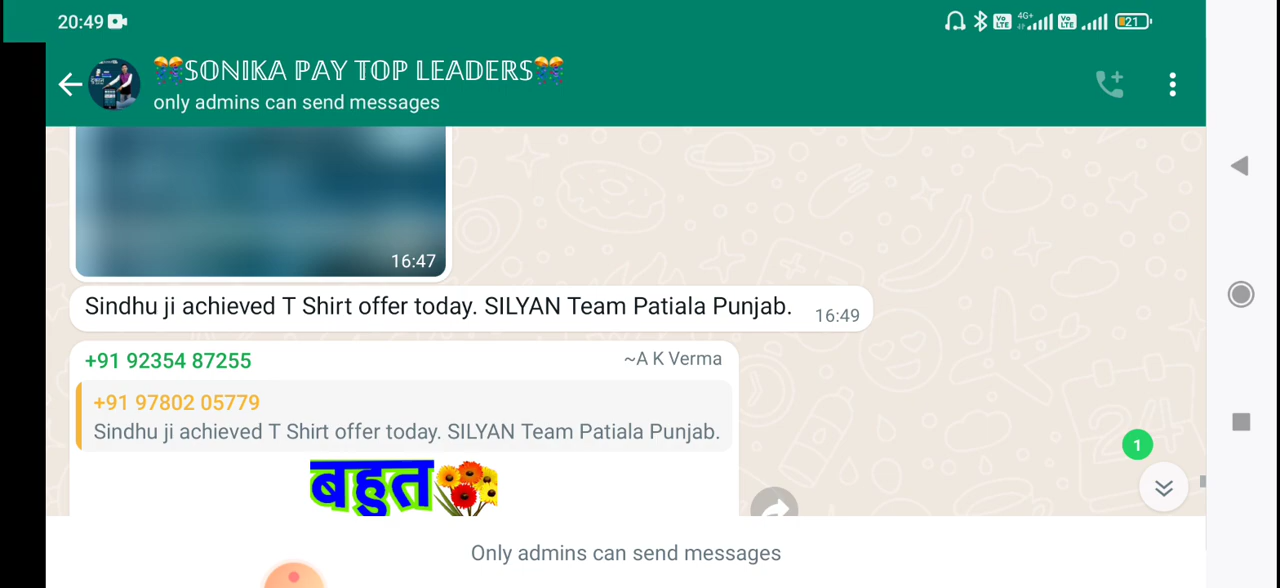 20:49
4G+
21
🎊SONIKA PAY TOP LEADERS🎊
only admins can send messages
16:47
Sindhu ji achieved T Shirt offer today. SILYAN Team Patiala Punjab. 16:49
+91 92354 87255 ~A K Verma
+91 97802 05779
Sindhu ji achieved T Shirt offer today. SILYAN Team Patiala Punjab.
बहुत
1
Only admins can send messages